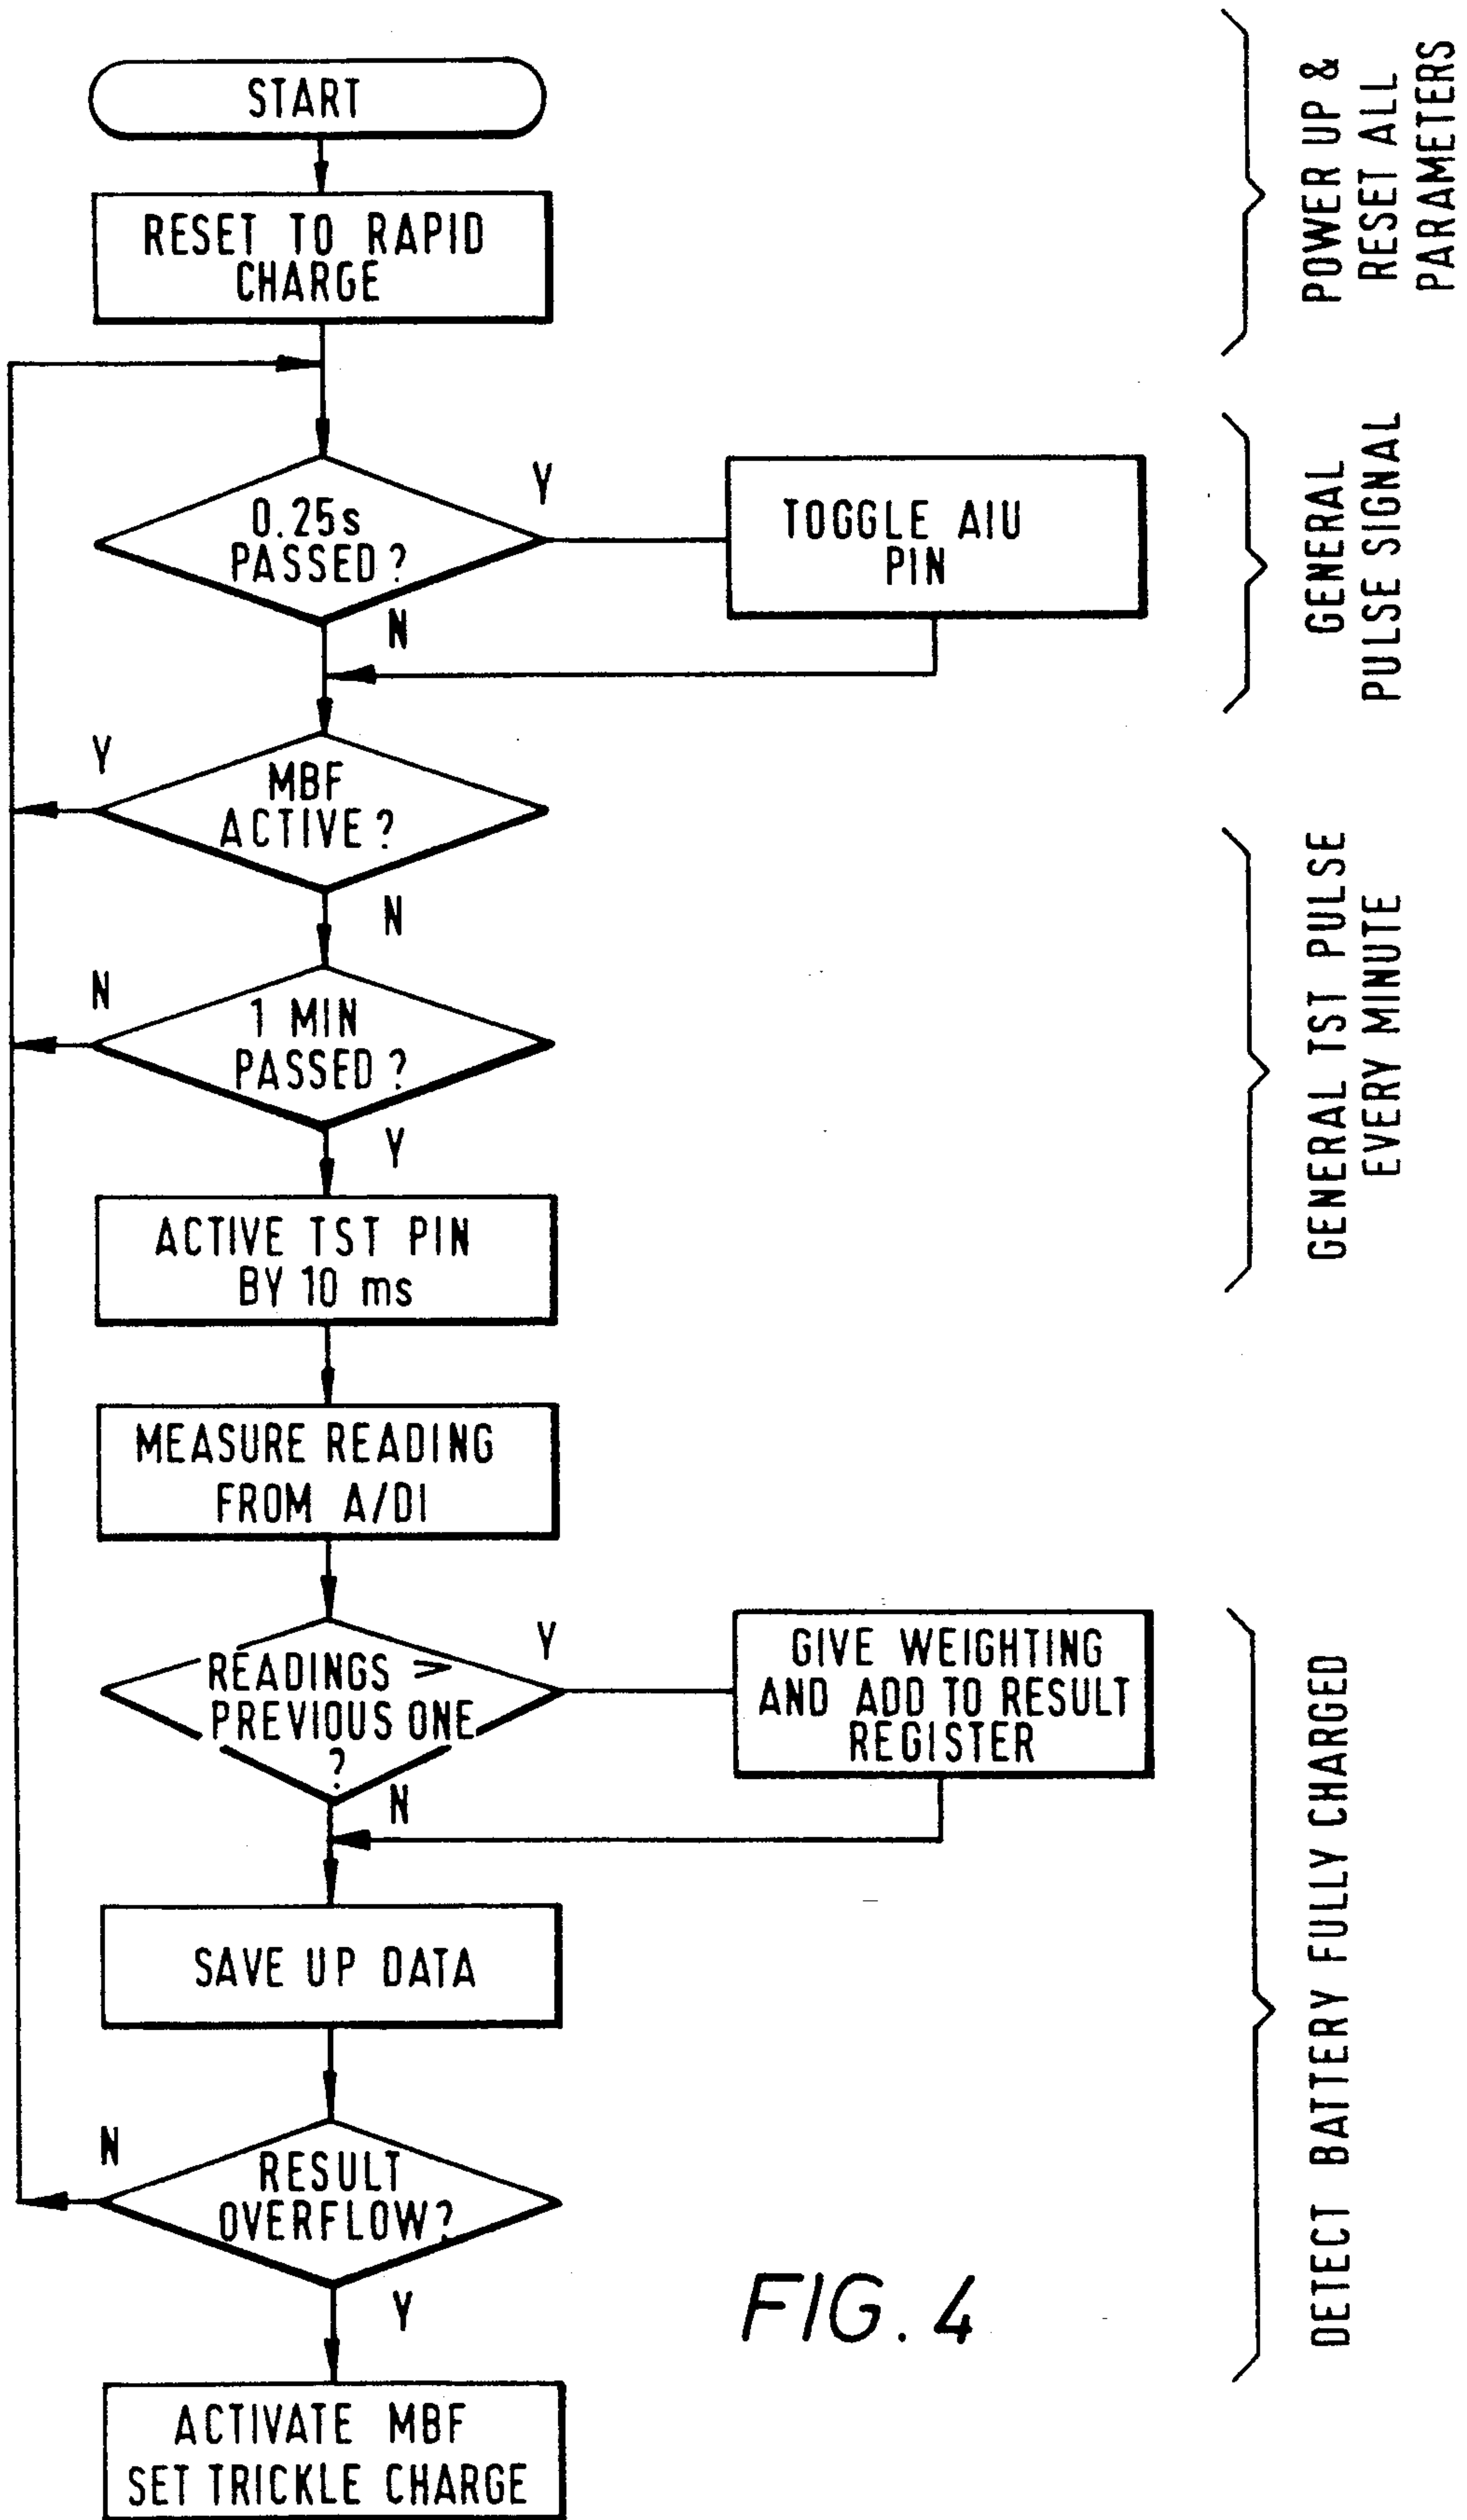 START
RESET TO RAPID
CHARGE
0.25s
PASSED?
Y
N
TOGGLE AIU
PIN
Y
MBF
ACTIVE?
N
N
1 MIN
PASSED?
Y
ACTIVE TST PIN
BY 10 ms
MEASURE READING
FROM A/DI
READINGS >
PREVIOUS ONE
?
Y
N
GIVE WEIGHTING
AND ADD TO RESULT
REGISTER
SAVE UP DATA
N
RESULT
OVERFLOW?
Y
ACTIVATE MBF
SET TRICKLE CHARGE
POWER UP &
RESET ALL
PARAMETERS
GENERAL
PULSE SIGNAL
GENERAL TST PULSE
EVERY MINUTE
DETECT BATTERY FULLY CHARGED
FIG. 4